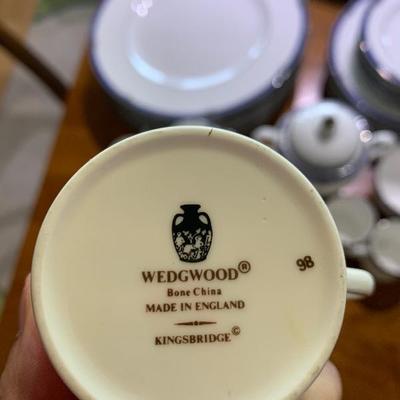 WEDGWOOD®
Bone China
MADE IN ENGLAND
KINGSBRIDGE©
98